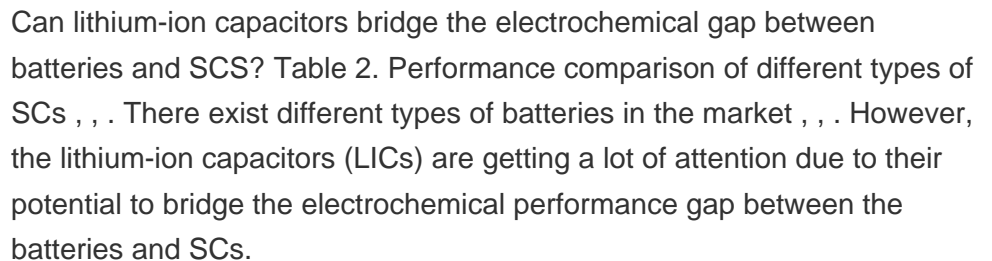 Can lithium-ion capacitors bridge the electrochemical gap between
batteries and SCS? Table 2. Performance comparison of different types of
SCs , , . There exist different types of batteries in the market , , . However,
the lithium-ion capacitors (LICs) are getting a lot of attention due to their
potential to bridge the electrochemical performance gap between the
batteries and SCs.